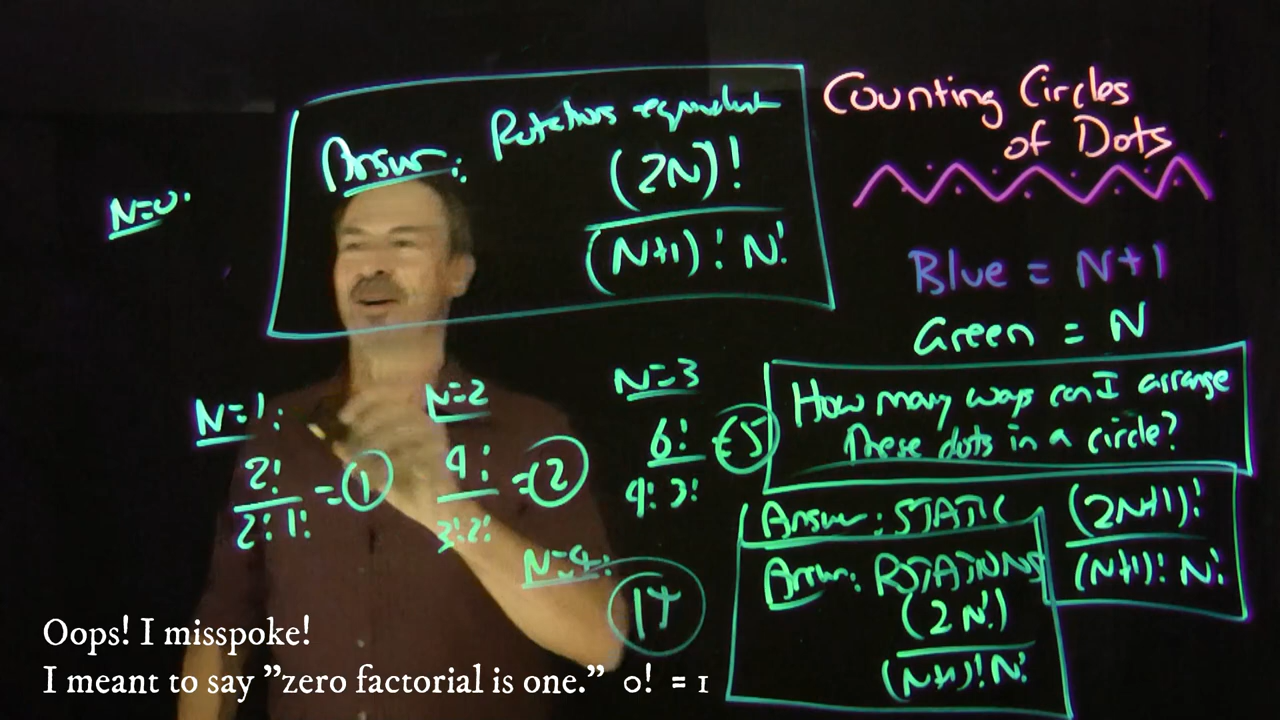 Counting Circles
of Dots
Answr: Rotations equivalent
(2N)!
(N+1)! N!
N=0:
Blue = N+1
Green = N
How many ways can I arrange
these dots in a circle?
N=1:
2!
2! 1!
=1
N=2
4!
3! 2!
=2
N=3
6!
4! 3!
=5
N=4:
14
Answer: STATIC
(2N+1)!
(N+1)! N!
Answer: ROTATIONS
(2N!)
(N+1)! N!
Oops! I misspoke!
I meant to say "zero factorial is one." 0! = 1